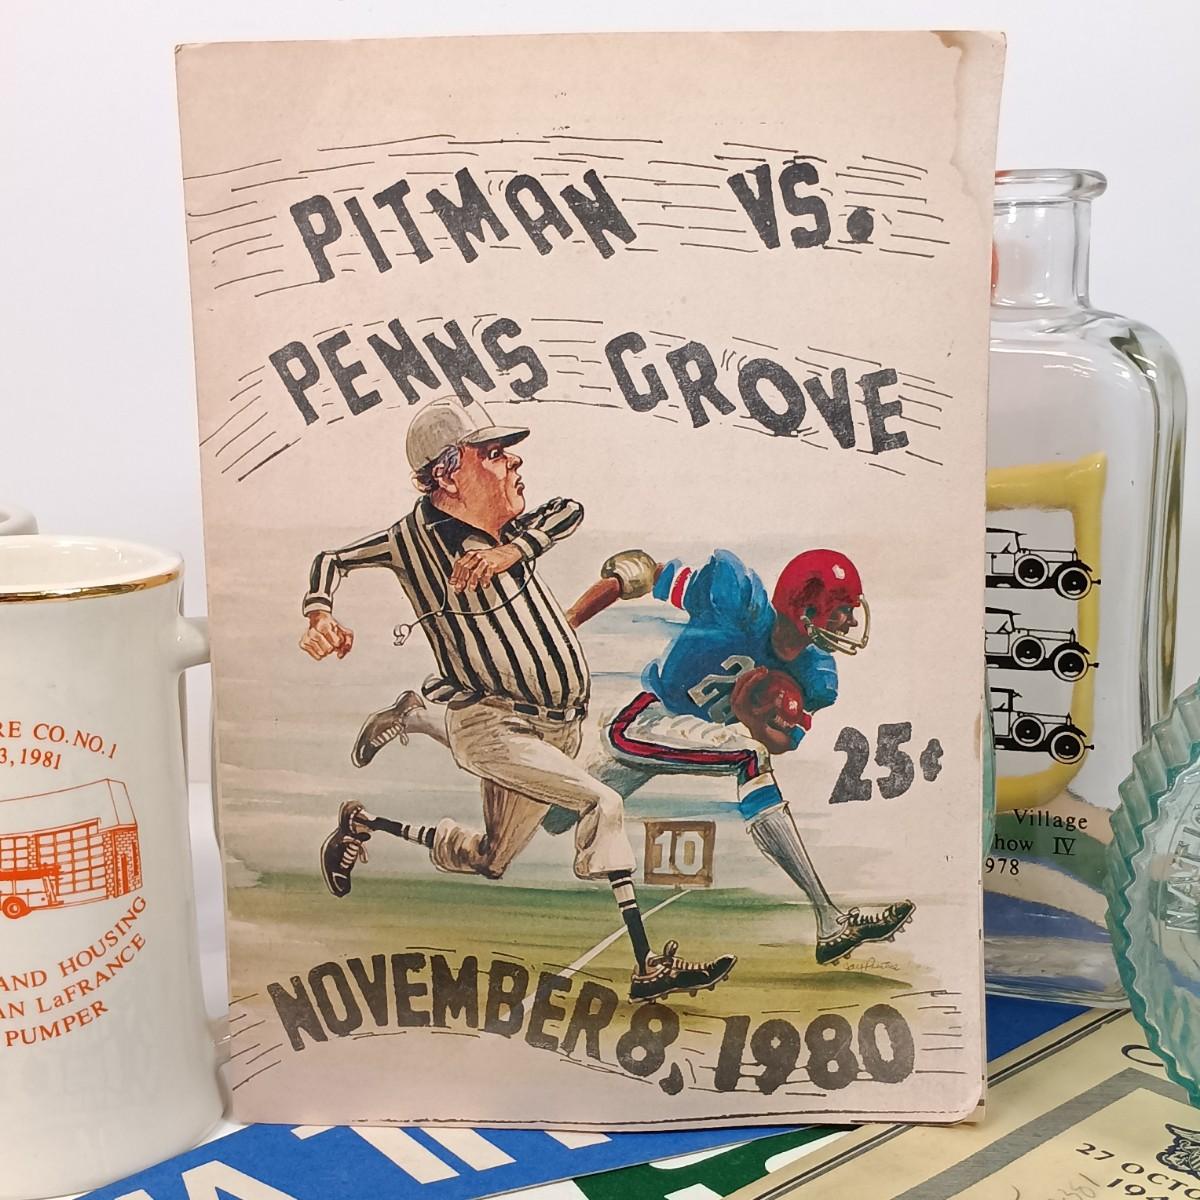 PITMAN VS.
PENNS GROVE
2
25¢
10
NOVEMBER 8, 1980
RE CO. NO. 1
3, 1981
AND HOUSING
AN LaFRANCE
PUMPER
Village
how IV
978
27 OCTO